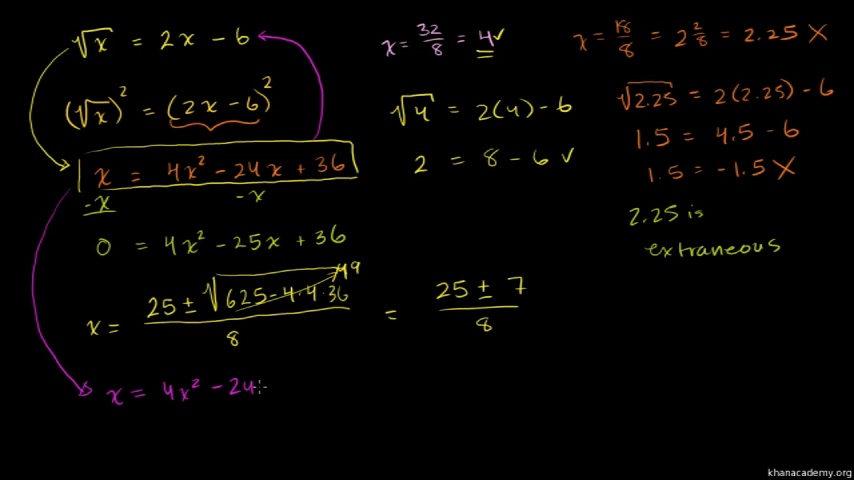 √x = 2x - 6
(√x)² = (2x - 6)²
x = 4x² - 24x + 36
-x -x
0 = 4x² - 25x + 36
x = 25 ± √625 - 4·4·36 49 / 8 = 25 ± 7 / 8
x = 4x² - 24
x = 32/8 = 4 ✓
√4 = 2(4) - 6
2 = 8 - 6 ✓
x = 18/8 = 2 2/8 = 2.25 X
√2.25 = 2(2.25) - 6
1.5 = 4.5 - 6
1.5 = -1.5 X
2.25 is
extraneous
khanacademy.org